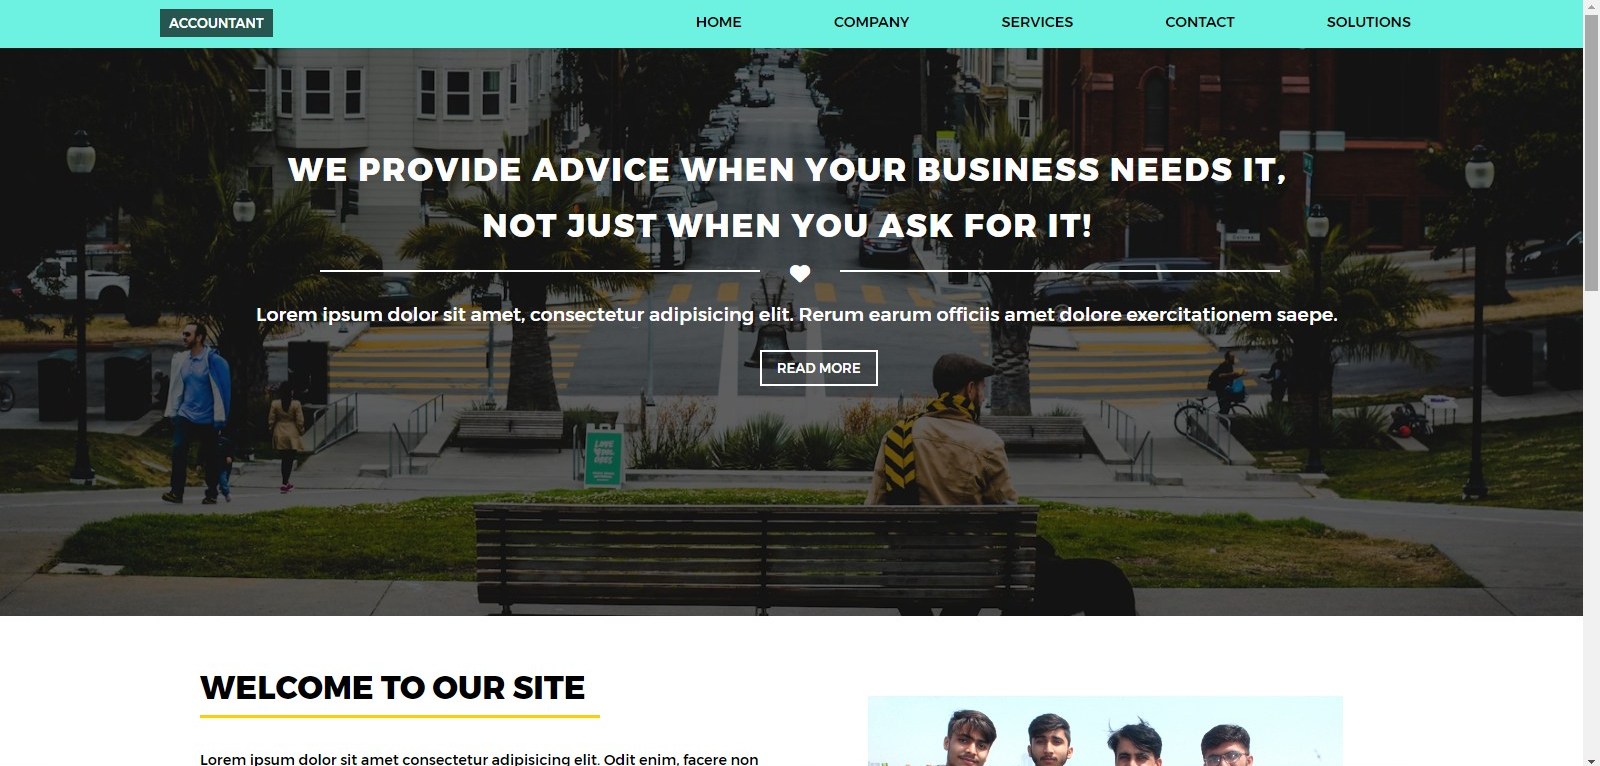 ACCOUNTANT
HOME COMPANY SERVICES CONTACT SOLUTIONS
WE PROVIDE ADVICE WHEN YOUR BUSINESS NEEDS IT,
NOT JUST WHEN YOU ASK FOR IT!
Lorem ipsum dolor sit amet, consectetur adipisicing elit. Rerum earum officiis amet dolore exercitationem saepe.
READ MORE
WELCOME TO OUR SITE
Lorem ipsum dolor sit amet consectetur adipisicing elit. Odit enim, facere non